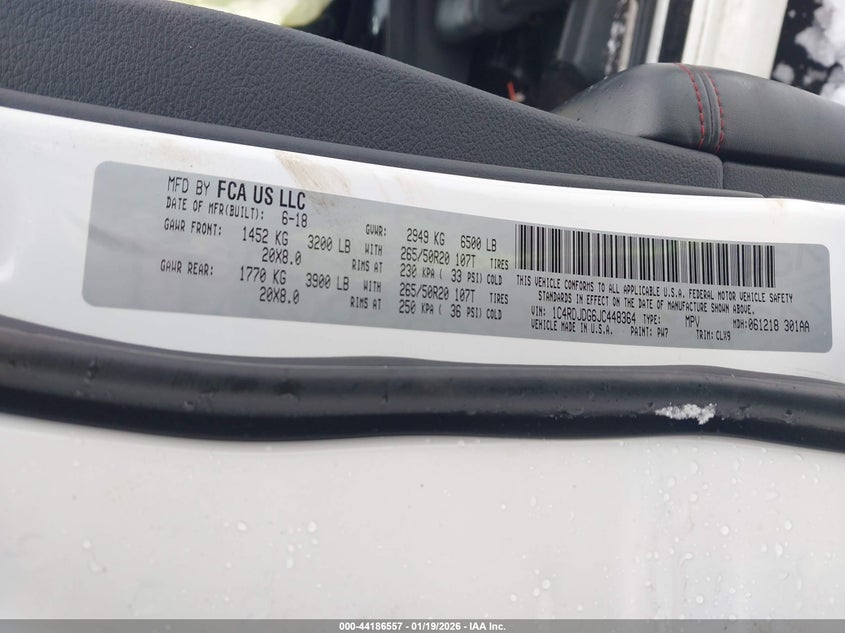 MFD BY FCA US LLC
DATE OF MFR(BUILT): 6-18 GVWR: 2949 KG 6500 LB
GAWR FRONT: 1452 KG 3200 LB WITH 265/50R20 107T TIRES
20X8.0 RIMS AT 230 KPA ( 33 PSI) COLD
GAWR REAR: 1770 KG 3900 LB WITH 265/50R20 107T TIRES
20X8.0 RIMS AT 250 KPA ( 36 PSI) COLD
THIS VEHICLE CONFORMS TO ALL APPLICABLE U.S.A. FEDERAL MOTOR VEHICLE SAFETY
STANDARDS IN EFFECT ON THE DATE OF MANUFACTURE SHOWN ABOVE.
VIN: 1C4RDJDG6JC448364 TYPE: MPV MDH:061218 301AA
VEHICLE MADE IN U.S.A. PAINT: PW7 TRIM: CLX9
000-44186557 - 01/19/2026 - IAA Inc.